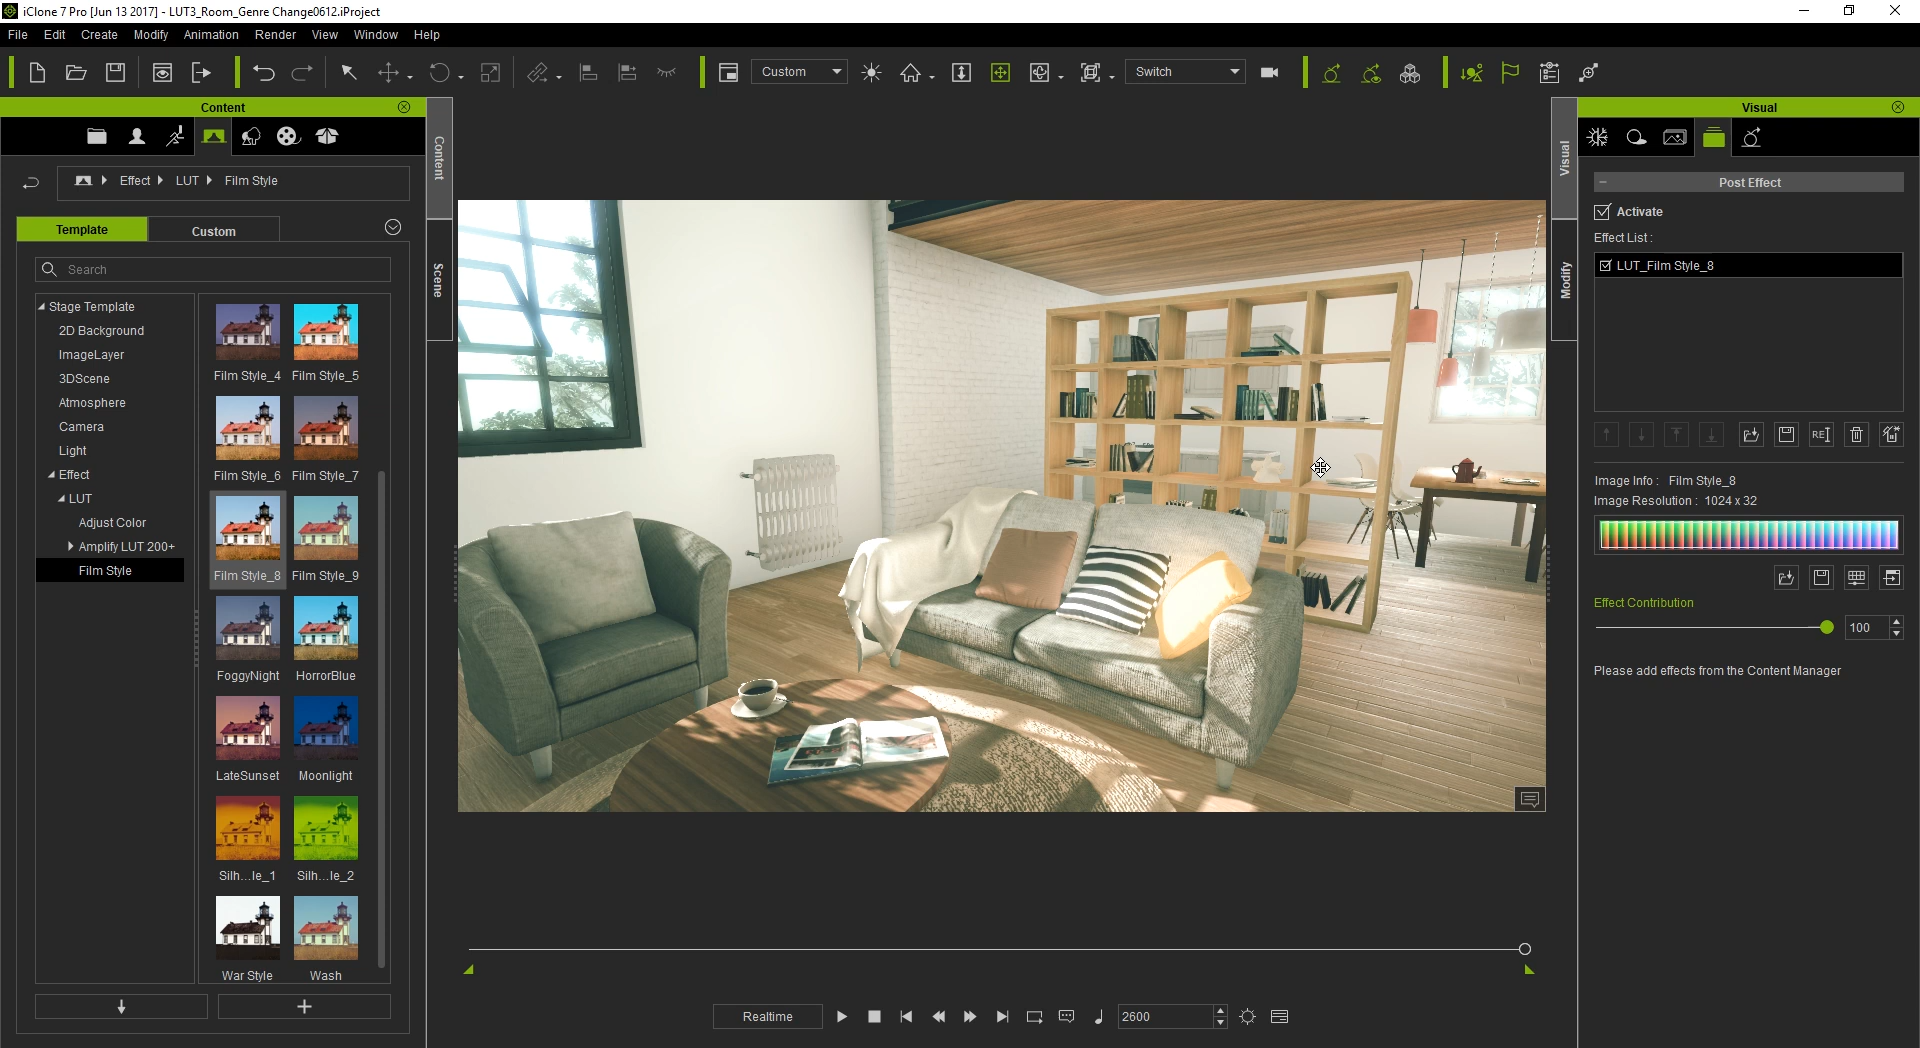 iClone 7 Pro [Jun 13 2017] - LUT3_Room_Genre Change0612.iProject
File Edit Create Modify Animation Render View Window Help
Custom
Switch
Content
Effect LUT Film Style
Template
Custom
Search
Stage Template
2D Background
ImageLayer
3DScene
Atmosphere
Camera
Light
Effect
LUT
Adjust Color
Amplify LUT 200+
Film Style
Film Style_4 Film Style_5
Film Style_6 Film Style_7
Film Style_8 Film Style_9
FoggyNight HorrorBlue
LateSunset Moonlight
Silh...le_1 Silh...le_2
War Style Wash
Content
Scene
Realtime
2600
Visual
Modify
Visual
Post Effect
Activate
Effect List :
LUT_Film Style_8
RE
Image Info : Film Style_8
Image Resolution : 1024 x 32
Effect Contribution
100
Please add effects from the Content Manager